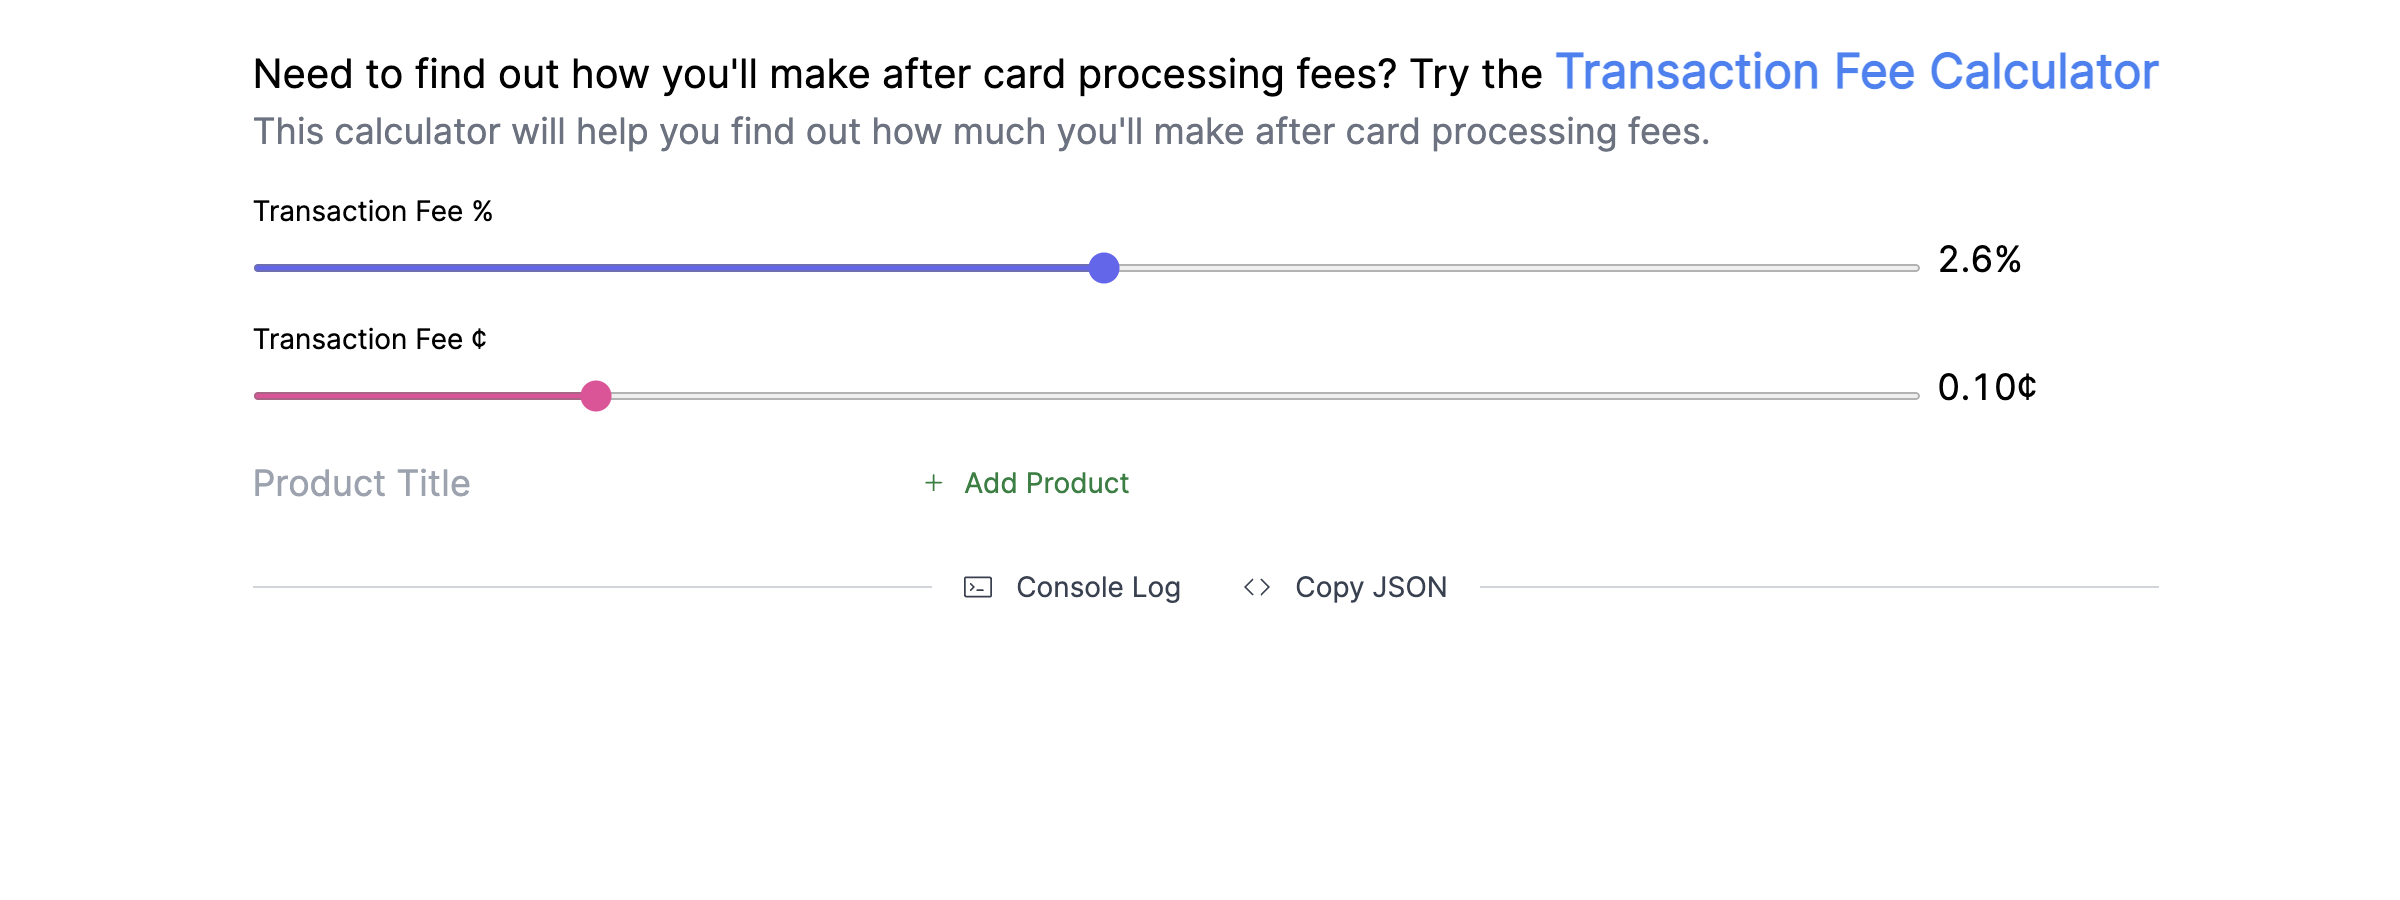 Need to find out how you'll make after card processing fees? Try the Transaction Fee Calculator
This calculator will help you find out how much you'll make after card processing fees.
Transaction Fee %
2.6%
Transaction Fee ¢
0.10¢
Product Title
+ Add Product
Console Log
Copy JSON